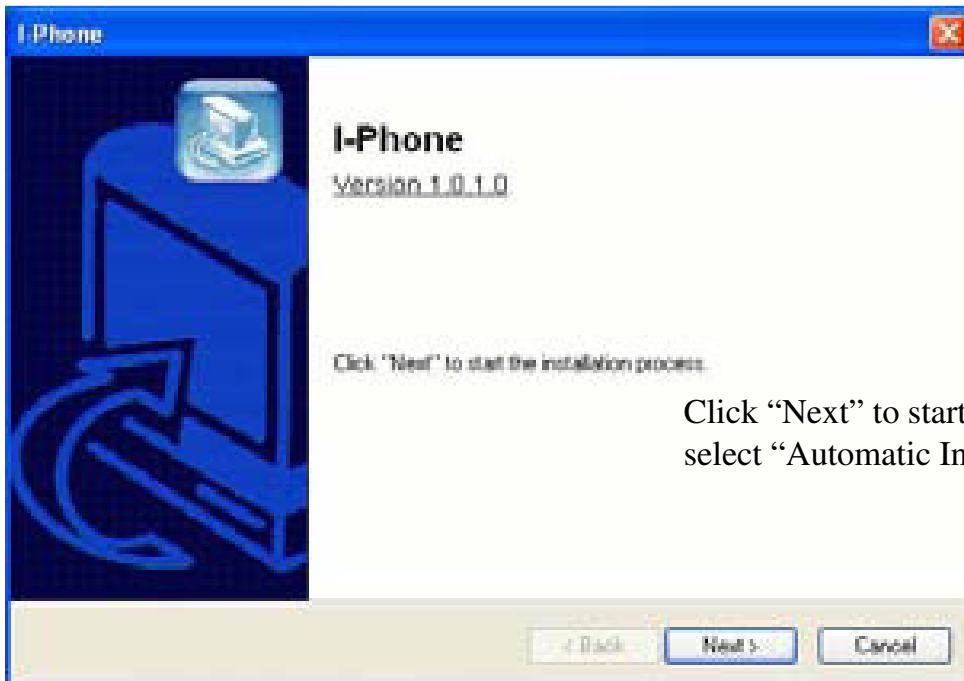 I-Phone
I-Phone
Version 1.0.1.0
Click "Next" to start the installation process.
Click “Next” to start
select “Automatic In
< Back
Next >
Cancel